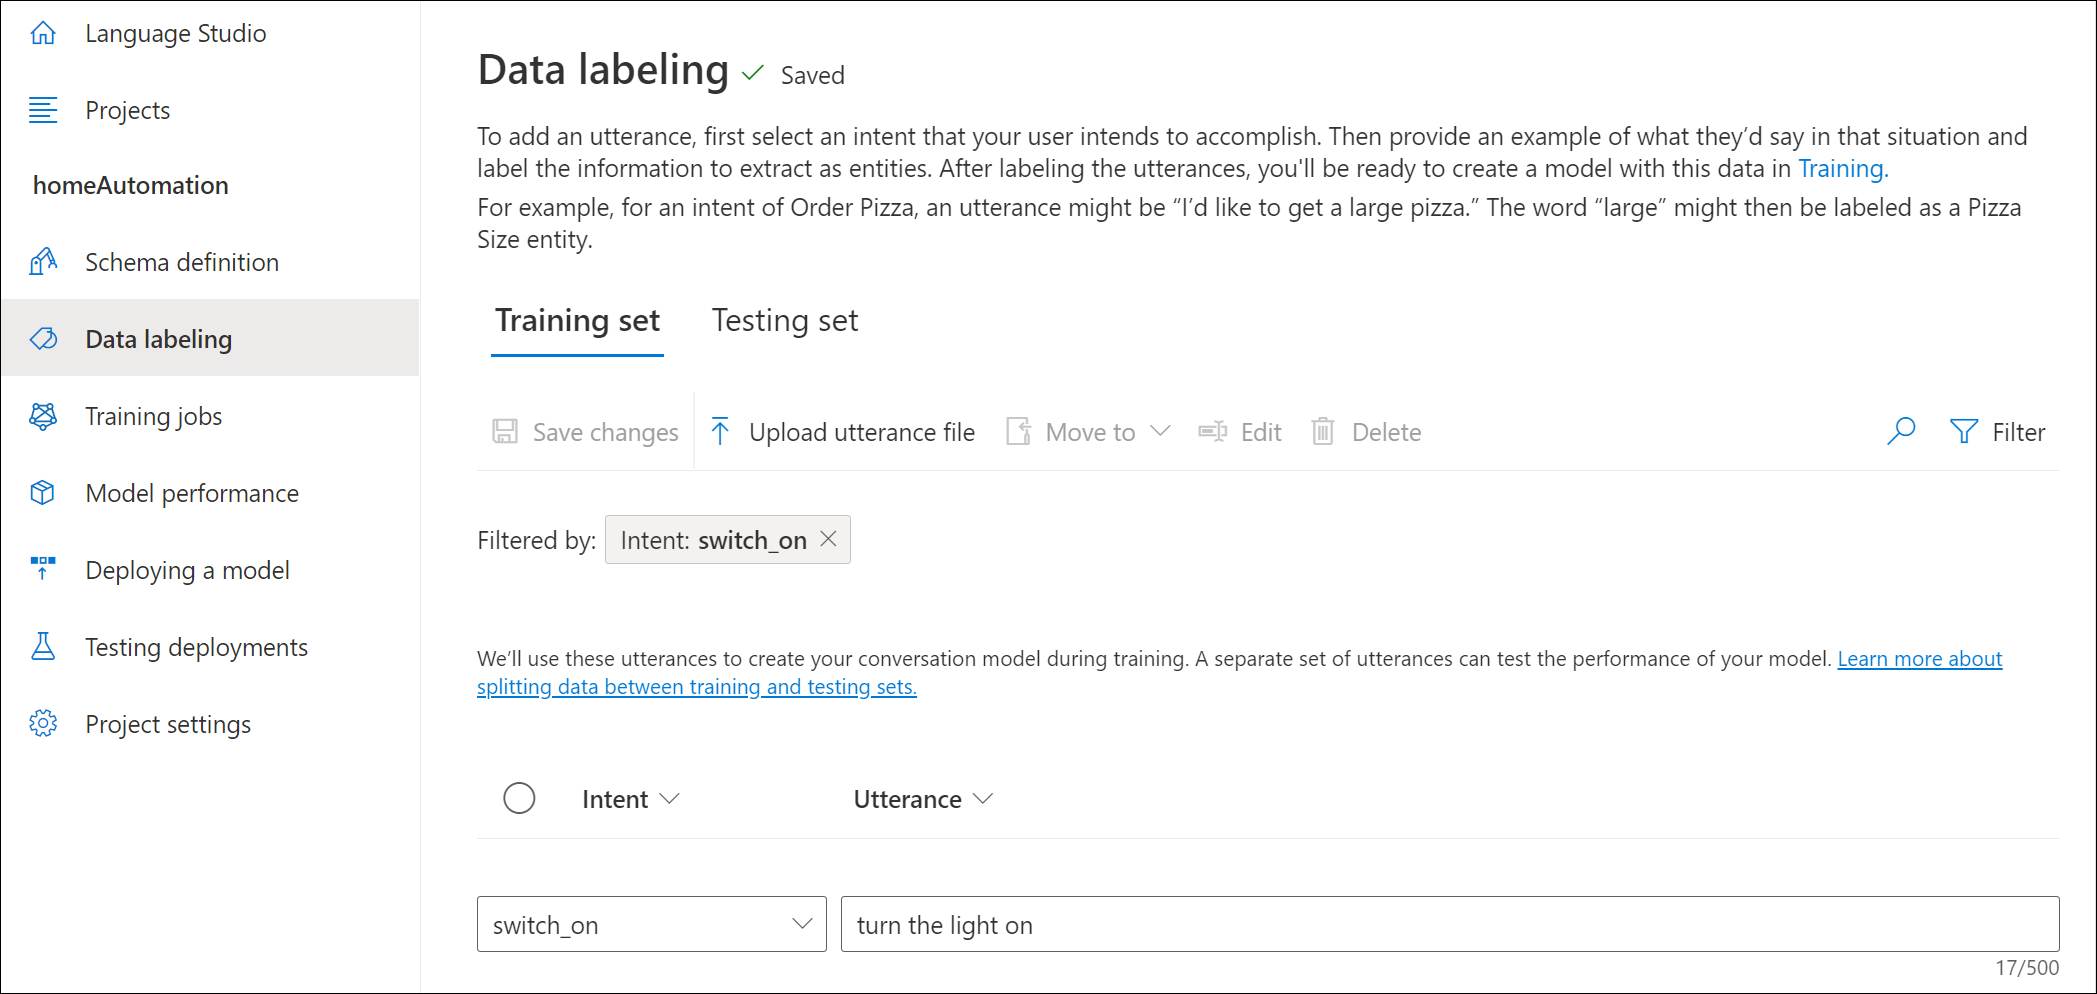 Language Studio
Projects
homeAutomation
Schema definition
Data labeling
Training jobs
Model performance
Deploying a model
Testing deployments
Project settings
Data labeling Saved
To add an utterance, first select an intent that your user intends to accomplish. Then provide an example of what they’d say in that situation and
label the information to extract as entities. After labeling the utterances, you'll be ready to create a model with this data in Training.
For example, for an intent of Order Pizza, an utterance might be “I’d like to get a large pizza.” The word “large” might then be labeled as a Pizza
Size entity.
Training set Testing set
Save changes Upload utterance file Move to Edit Delete Filter
Filtered by: Intent: switch_on
We’ll use these utterances to create your conversation model during training. A separate set of utterances can test the performance of your model. Learn more about
splitting data between training and testing sets.
Intent Utterance
switch_on turn the light on
17/500